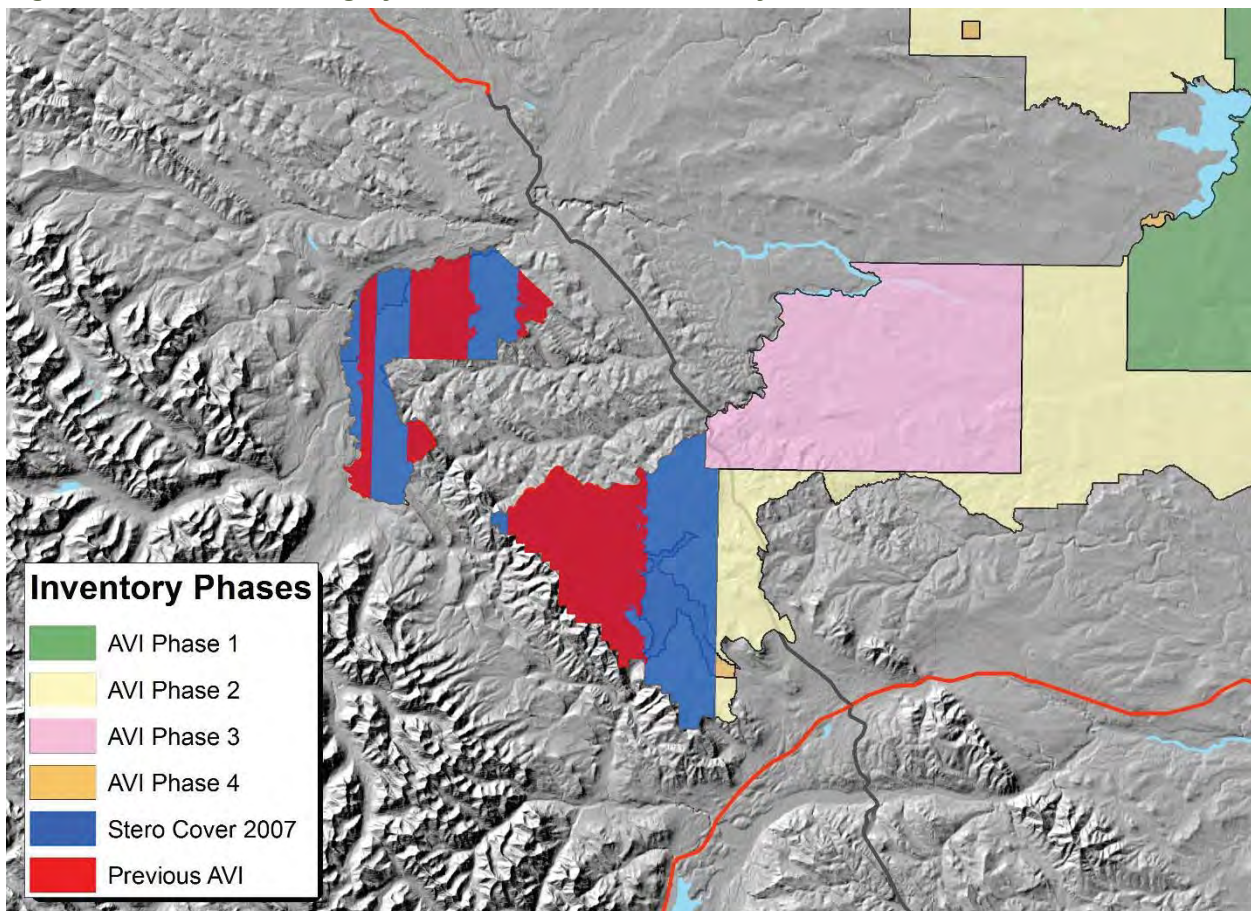 Inventory Phases
AVI Phase 1
AVI Phase 2
AVI Phase 3
AVI Phase 4
Stero Cover 2007
Previous AVI